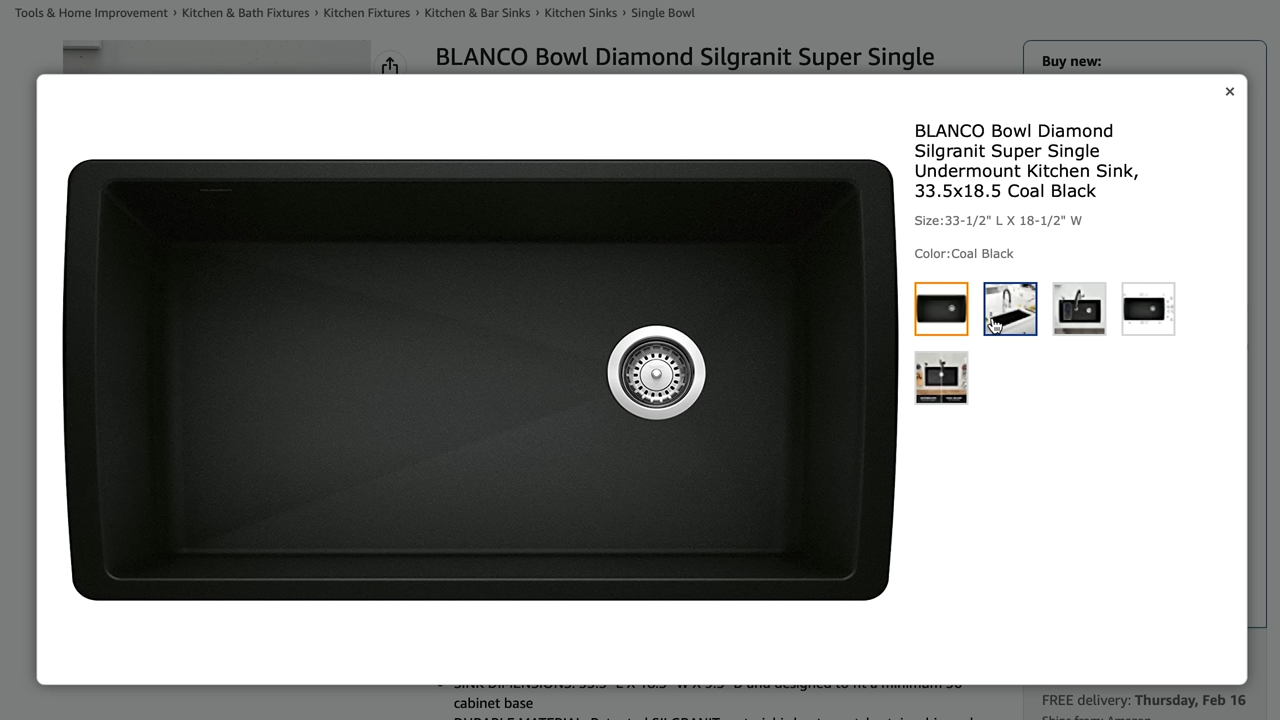 Tools & Home Improvement › Kitchen & Bath Fixtures › Kitchen Fixtures › Kitchen & Bar Sinks › Kitchen Sinks › Single Bowl
BLANCO Bowl Diamond Silgranit Super Single
Buy new:
×
BLANCO Bowl Diamond
Silgranit Super Single
Undermount Kitchen Sink,
33.5x18.5 Coal Black
Size:33-1/2" L X 18-1/2" W
Color:Coal Black
cabinet base
FREE delivery: Thursday, Feb 16